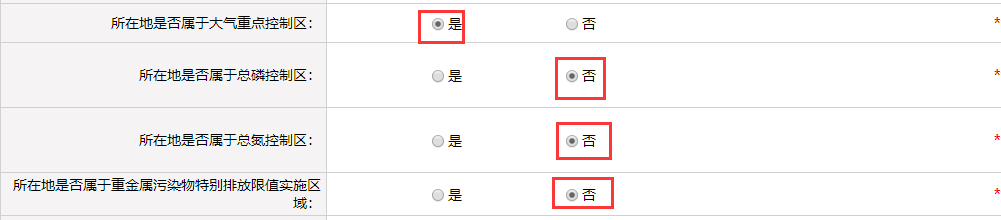 所在地是否属于大气重点控制区： 是 否 *
所在地是否属于总磷控制区： 是 否 *
所在地是否属于总氮控制区： 是 否 *
所在地是否属于重金属污染物特别排放限值实施区
域： 是 否 *